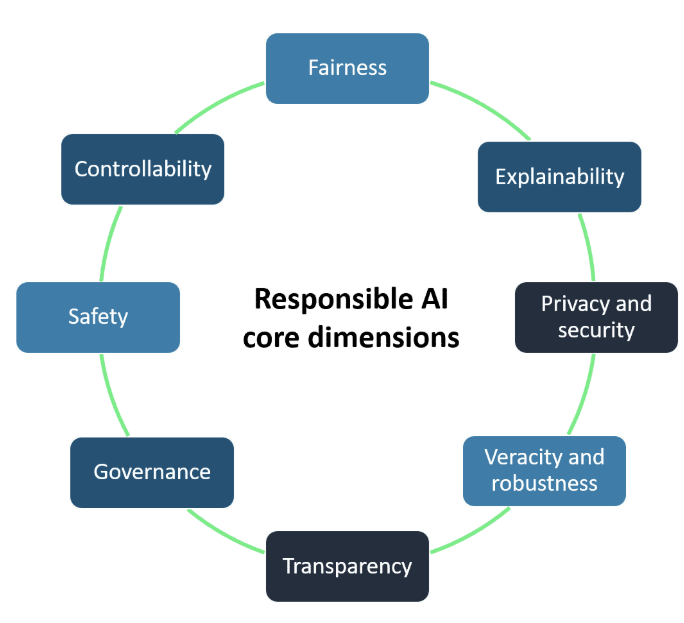 Fairness
Controllability
Explainability
Responsible AI
core dimensions
Safety
Privacy and
security
Governance
Veracity and
robustness
Transparency